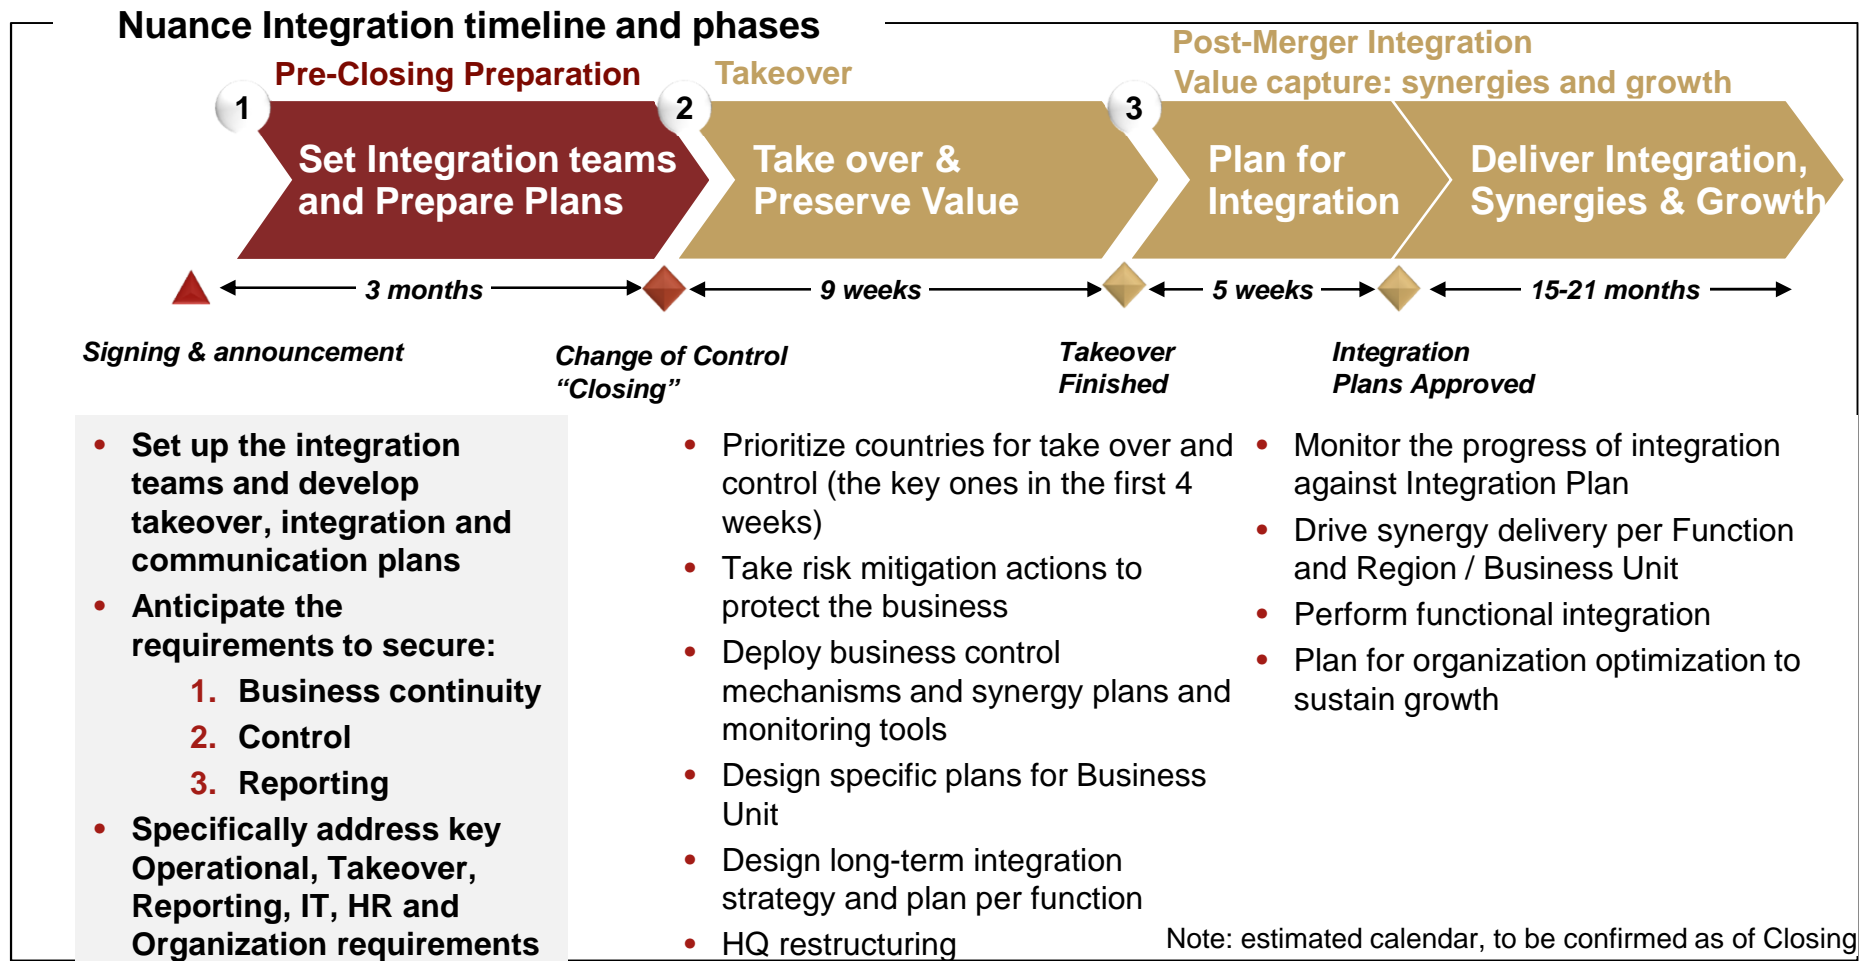 Nuance Integration timeline and phases
Pre-Closing Preparation
Takeover
Post-Merger Integration
Value capture: synergies and growth
1
2
3
Set Integration teams
and Prepare Plans
Take over &
Preserve Value
Plan for
Integration
Deliver Integration,
Synergies & Growth
3 months
9 weeks
5 weeks
15-21 months
Signing & announcement
Change of Control
“Closing”
Takeover
Finished
Integration
Plans Approved
• Set up the integration
teams and develop
takeover, integration and
communication plans
• Anticipate the
requirements to secure:
1. Business continuity
2. Control
3. Reporting
• Specifically address key
Operational, Takeover,
Reporting, IT, HR and
Organization requirements
• Prioritize countries for take over and
control (the key ones in the first 4
weeks)
• Take risk mitigation actions to
protect the business
• Deploy business control
mechanisms and synergy plans and
monitoring tools
• Design specific plans for Business
Unit
• Design long-term integration
strategy and plan per function
• HQ restructuring
• Monitor the progress of integration
against Integration Plan
• Drive synergy delivery per Function
and Region / Business Unit
• Perform functional integration
• Plan for organization optimization to
sustain growth
Note: estimated calendar, to be confirmed as of Closing